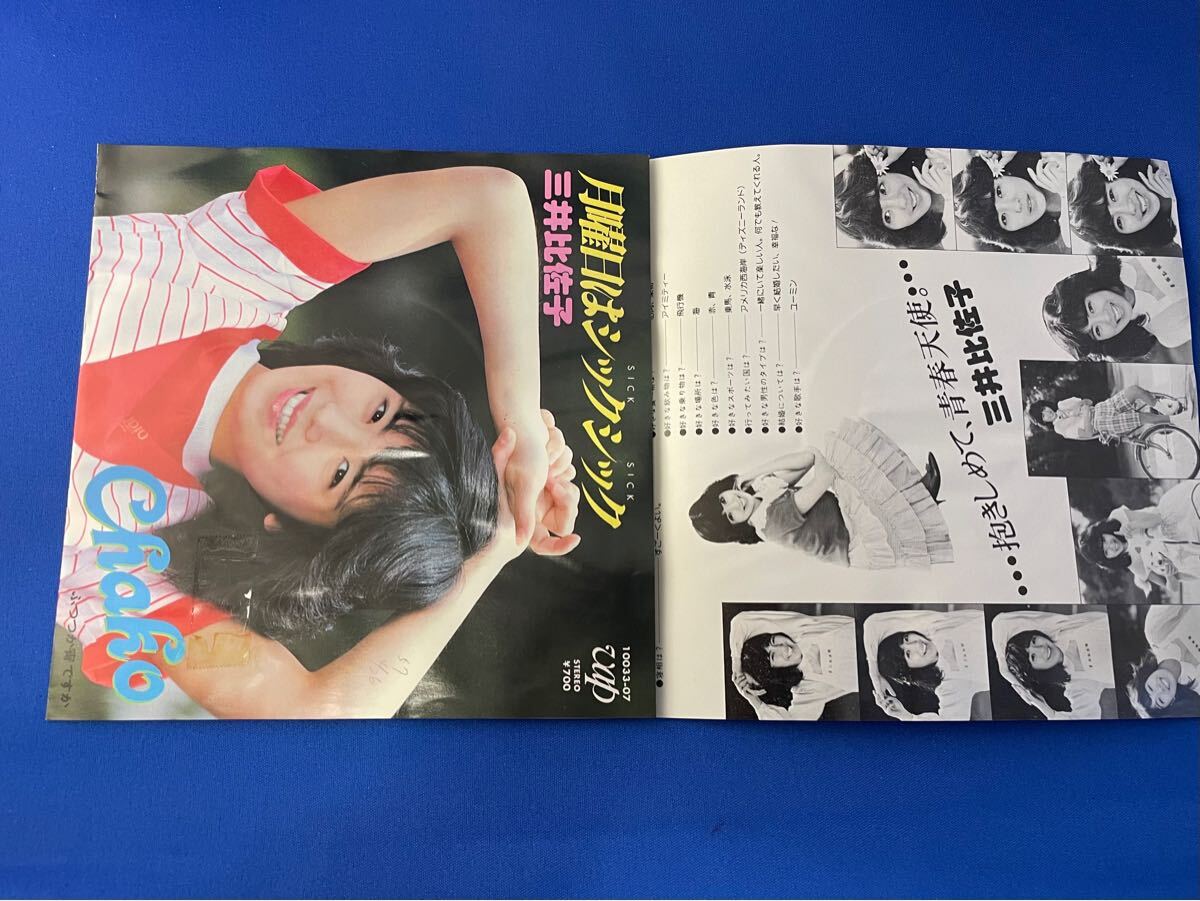 月曜日はシックシック
SICK SICK
三井比佐子
Chako
10033-07
vap
STEREO
¥700
●好きな飲み物は？——アイミティー
●好きな乗り物は？——飛行機
●好きな場所は？——海
●好きな色は？——赤、青
●好きなスポーツは？——乗馬、水泳
●行ってみたい国は？——アメリカ西海岸（ディズニーランド）
●好きな男性のタイプは？——一緒にいて楽しい人。何でも教えてくれる人。
●結婚については？——早く結婚したい、幸福な！
●好きな歌手は？——ユーミン
•••抱きしめて、青春天使。•••
三井比佐子